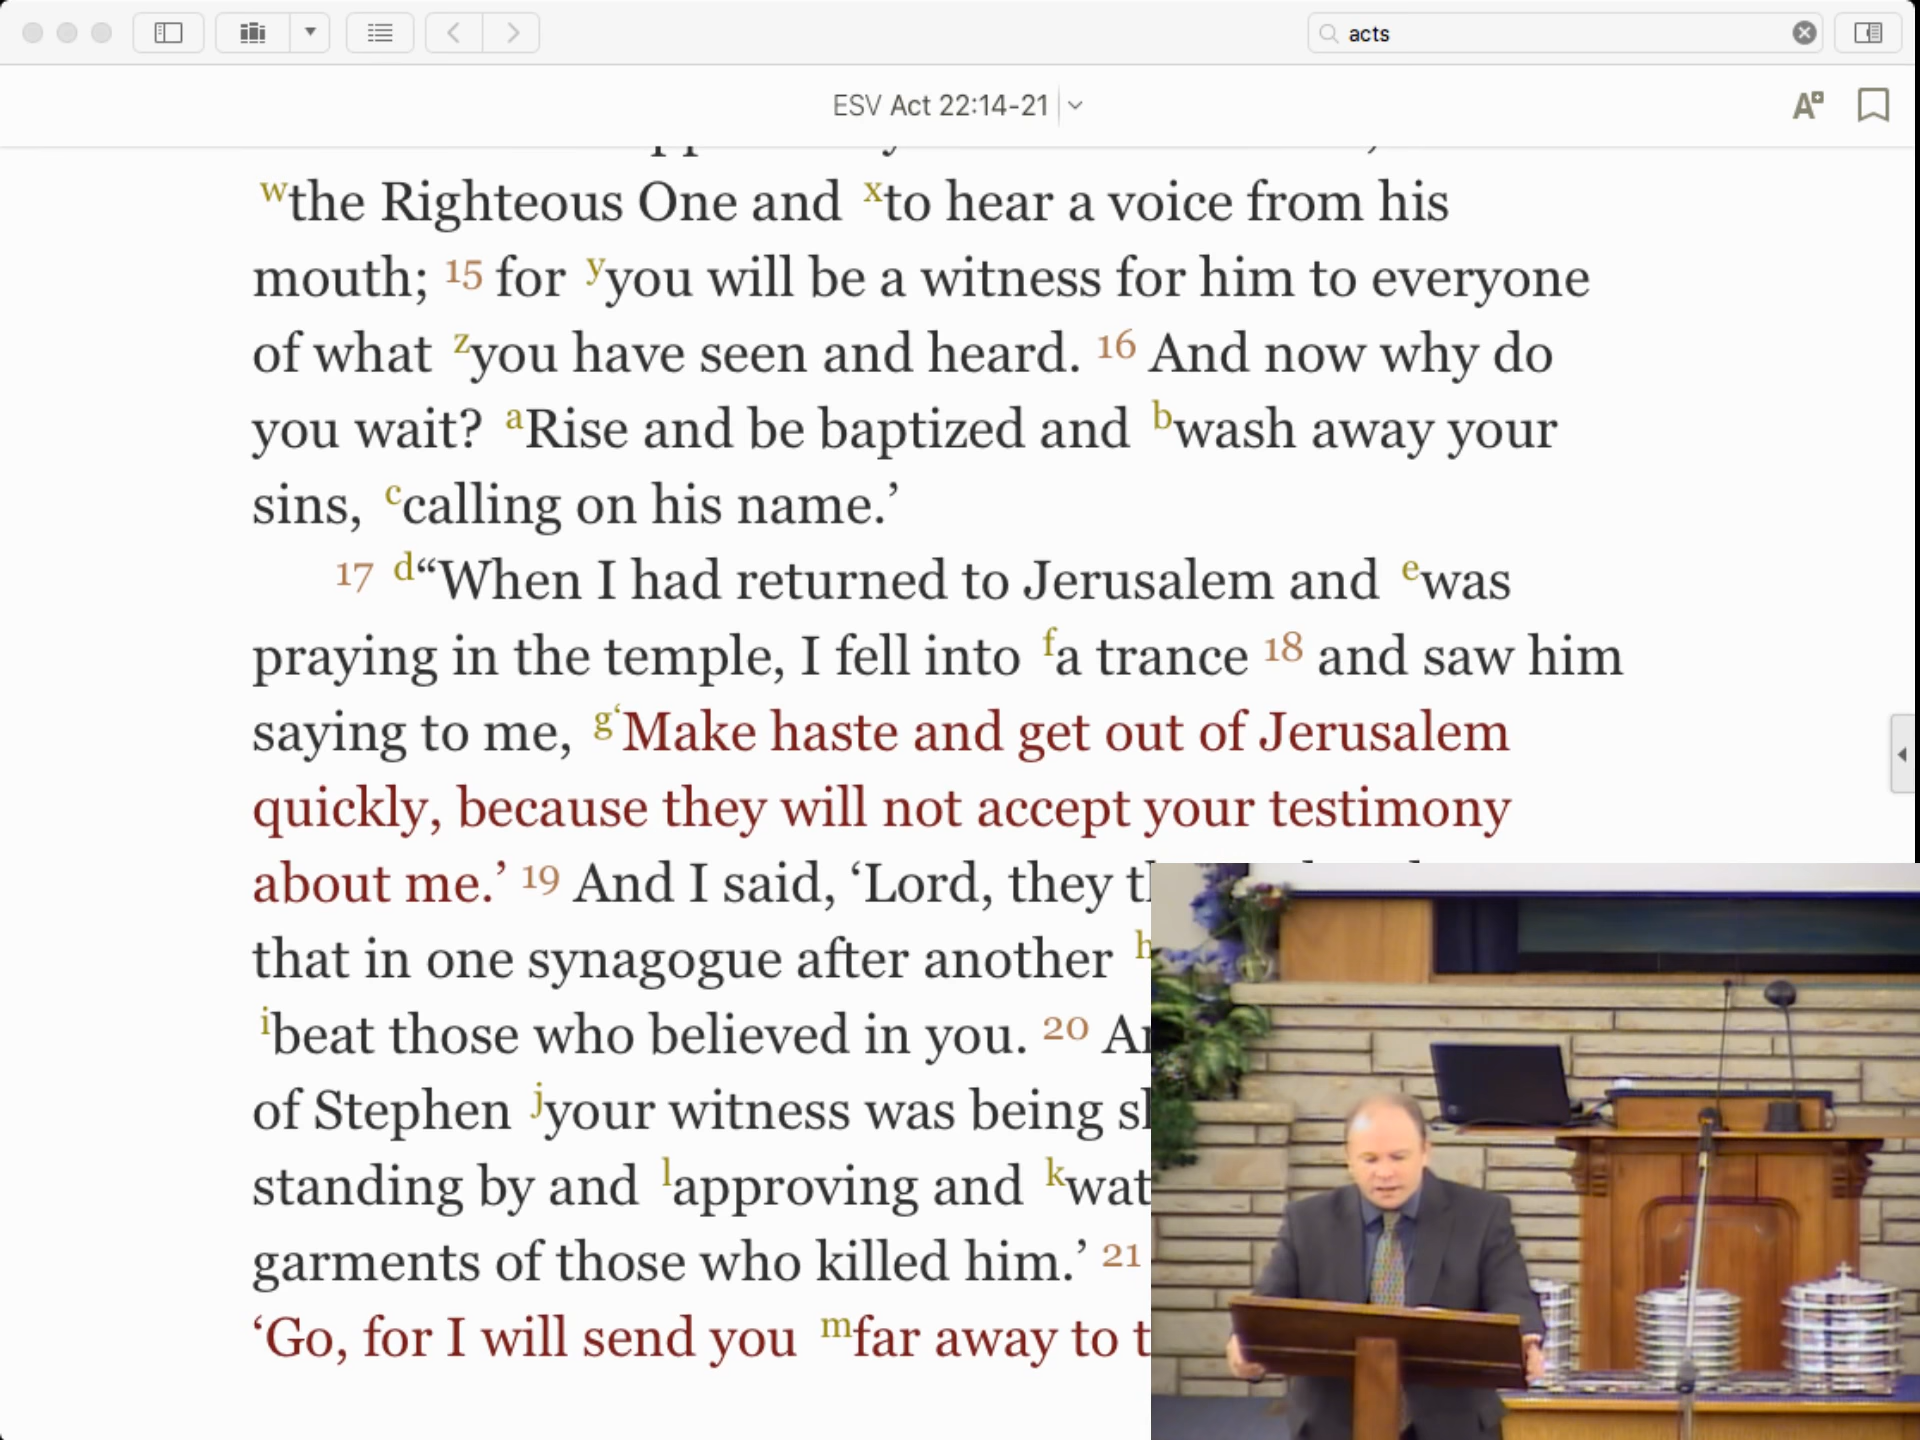 acts
ESV Act 22:14-21
wthe Righteous One and xto hear a voice from his
mouth; 15 for yyou will be a witness for him to everyone
of what zyou have seen and heard. 16 And now why do
you wait? aRise and be baptized and bwash away your
sins, ccalling on his name.’
17 d“When I had returned to Jerusalem and ewas
praying in the temple, I fell into fa trance 18 and saw him
saying to me, g‘Make haste and get out of Jerusalem
quickly, because they will not accept your testimony
about me.’ 19 And I said, ‘Lord, they
that in one synagogue after another h
ibeat those who believed in you. 20
of Stephen jyour witness was being
standing by and lapproving and k
garments of those who killed him.’ 21
‘Go, for I will send you mfar away to